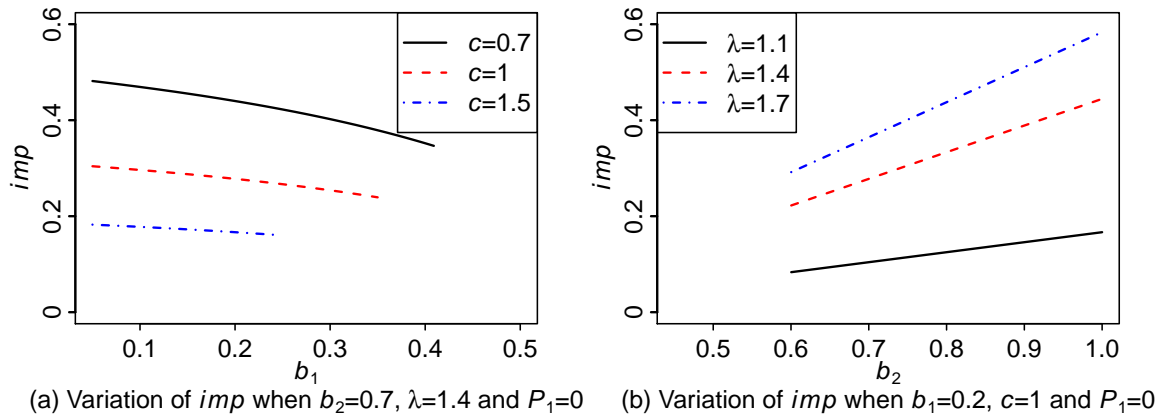 0.6
0.4
0.2
0
imp
c=0.7
c=1
c=1.5
0.1 0.2 0.3 0.4 0.5
b₁
(a) Variation of imp when b₂=0.7, λ=1.4 and P₁=0
0.6
0.4
0.2
0
imp
λ=1.1
λ=1.4
λ=1.7
0.5 0.6 0.7 0.8 0.9 1.0
b₂
(b) Variation of imp when b₁=0.2, c=1 and P₁=0